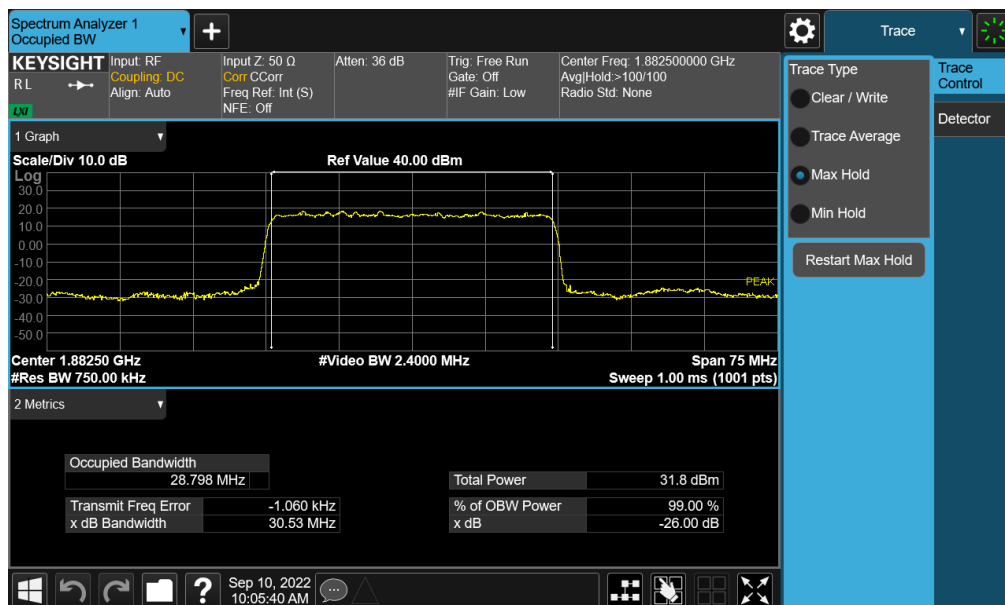 Spectrum Analyzer 1
Occupied BW
+
Trace
KEYSIGHT
RL
LXI
Input: RF
Coupling: DC
Align: Auto
Input Z: 50 Ω
Corr CCorr
Freq Ref: Int (S)
NFE: Off
Atten: 36 dB
Trig: Free Run
Gate: Off
#IF Gain: Low
Center Freq: 1.882500000 GHz
Avg|Hold:>100/100
Radio Std: None
Trace Type
Clear / Write
Trace Average
Max Hold
Min Hold
Restart Max Hold
Trace
Control
Detector
1 Graph
Scale/Div 10.0 dB
Ref Value 40.00 dBm
Log
30.0
20.0
10.0
0.00
-10.0
-20.0
-30.0
-40.0
-50.0
PEAK
Center 1.88250 GHz
#Video BW 2.4000 MHz
Span 75 MHz
#Res BW 750.00 kHz
Sweep 1.00 ms (1001 pts)
2 Metrics
Occupied Bandwidth
28.798 MHz
Total Power 31.8 dBm
Transmit Freq Error -1.060 kHz
% of OBW Power 99.00 %
x dB Bandwidth 30.53 MHz
x dB -26.00 dB
?
Sep 10, 2022
10:05:40 AM